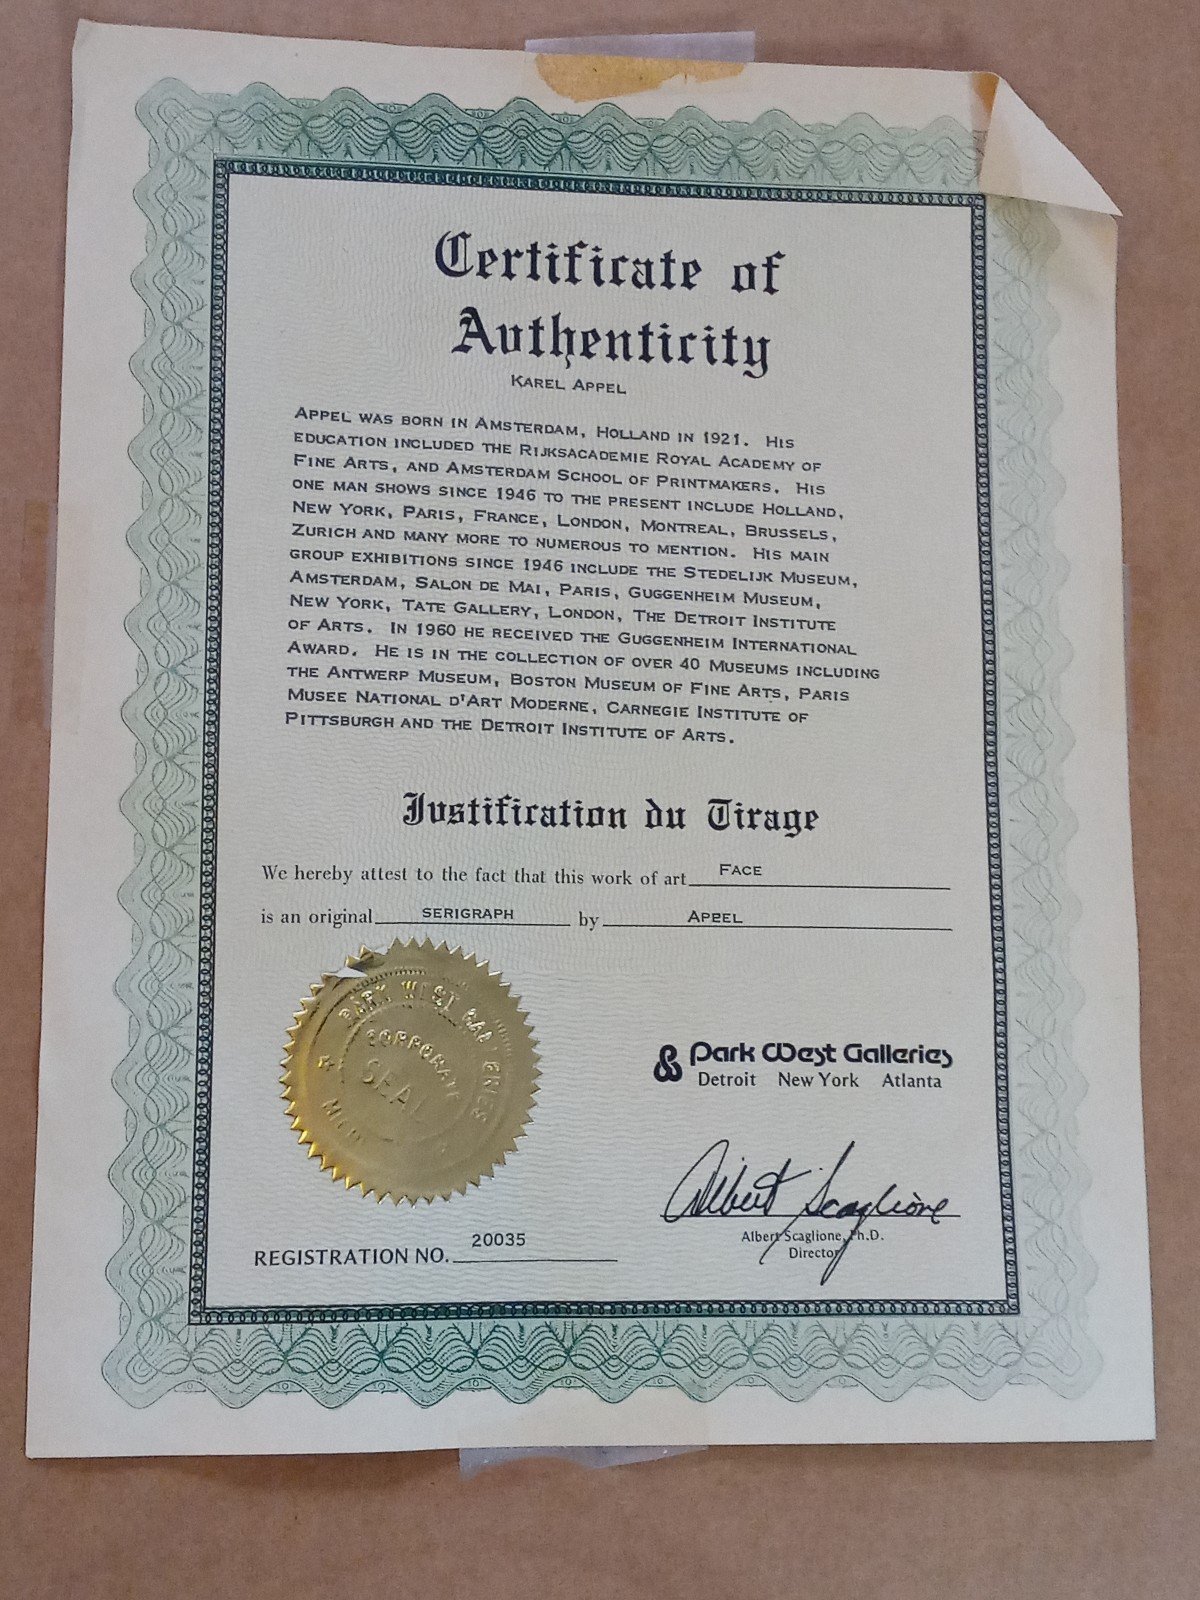 Certificate of
Authenticity
KAREL APPEL
APPEL WAS BORN IN AMSTERDAM, HOLLAND IN 1921. HIS
EDUCATION INCLUDED THE RIJKSACADEMIE ROYAL ACADEMY OF
FINE ARTS, AND AMSTERDAM SCHOOL OF PRINTMAKERS. HIS
ONE MAN SHOWS SINCE 1946 TO THE PRESENT INCLUDE HOLLAND,
NEW YORK, PARIS, FRANCE, LONDON, MONTREAL, BRUSSELS,
ZURICH AND MANY MORE TO NUMEROUS TO MENTION. HIS MAIN
GROUP EXHIBITIONS SINCE 1946 INCLUDE THE STEDELIJK MUSEUM,
AMSTERDAM, SALON DE MAI, PARIS, GUGGENHEIM MUSEUM,
NEW YORK, TATE GALLERY, LONDON, THE DETROIT INSTITUTE
OF ARTS. IN 1960 HE RECEIVED THE GUGGENHEIM INTERNATIONAL
AWARD. HE IS IN THE COLLECTION OF OVER 40 MUSEUMS INCLUDING
THE ANTWERP MUSEUM, BOSTON MUSEUM OF FINE ARTS, PARIS
MUSEE NATIONAL D'ART MODERNE, CARNEGIE INSTITUTE OF
PITTSBURGH AND THE DETROIT INSTITUTE OF ARTS.
Justification du Tirage
We hereby attest to the fact that this work of art FACE
is an original SERIGRAPH by APPEL
PARK WEST GALLERIES
CORPORATE
SEAL
& Park West Galleries
Detroit New York Atlanta
Albert Scaglione
Albert Scaglione, Ph.D.
Director
REGISTRATION NO. 20035